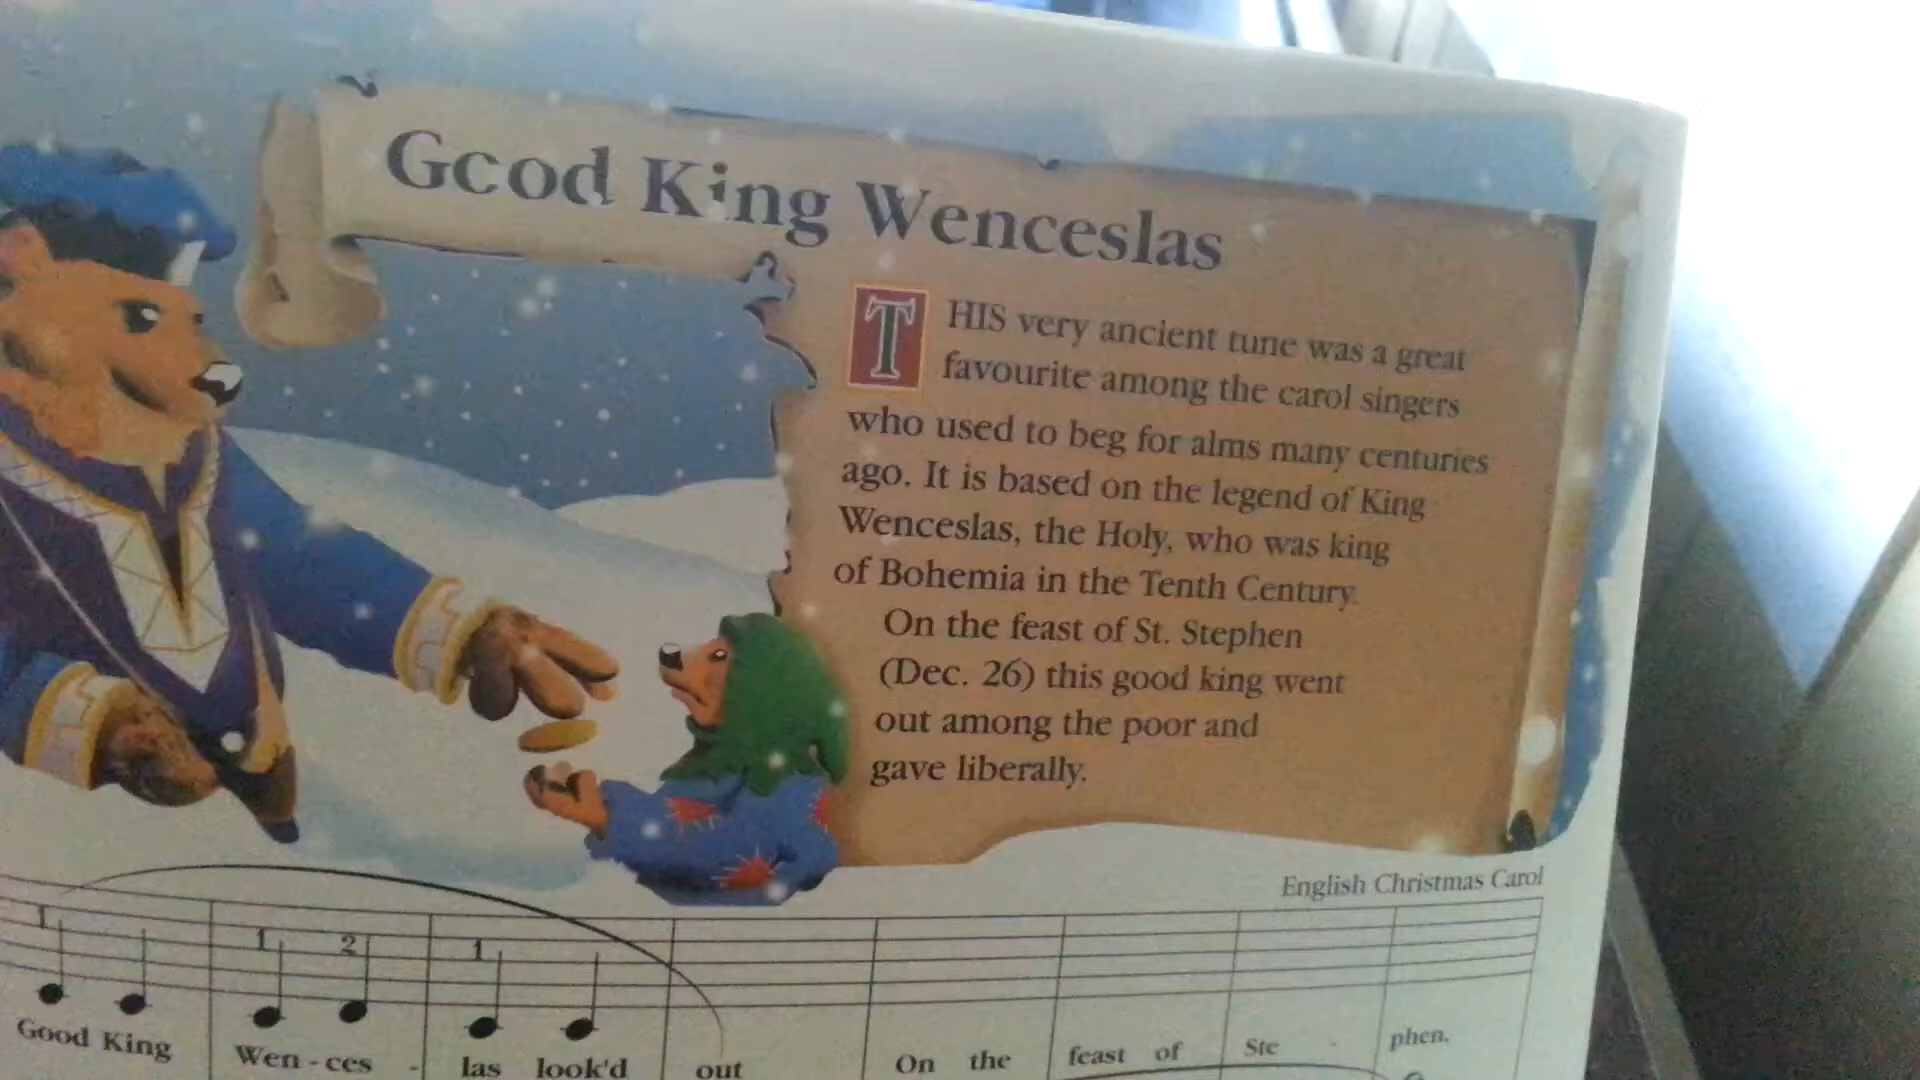 Good King Wenceslas
THIS very ancient tune was a great
favourite among the carol singers
who used to beg for alms many centuries
ago. It is based on the legend of King
Wenceslas, the Holy, who was king
of Bohemia in the Tenth Century.
On the feast of St. Stephen
(Dec. 26) this good king went
out among the poor and
gave liberally.
English Christmas Carol
1 1 2 1
Good King Wen - ces - las look'd out On the feast of Ste - phen,